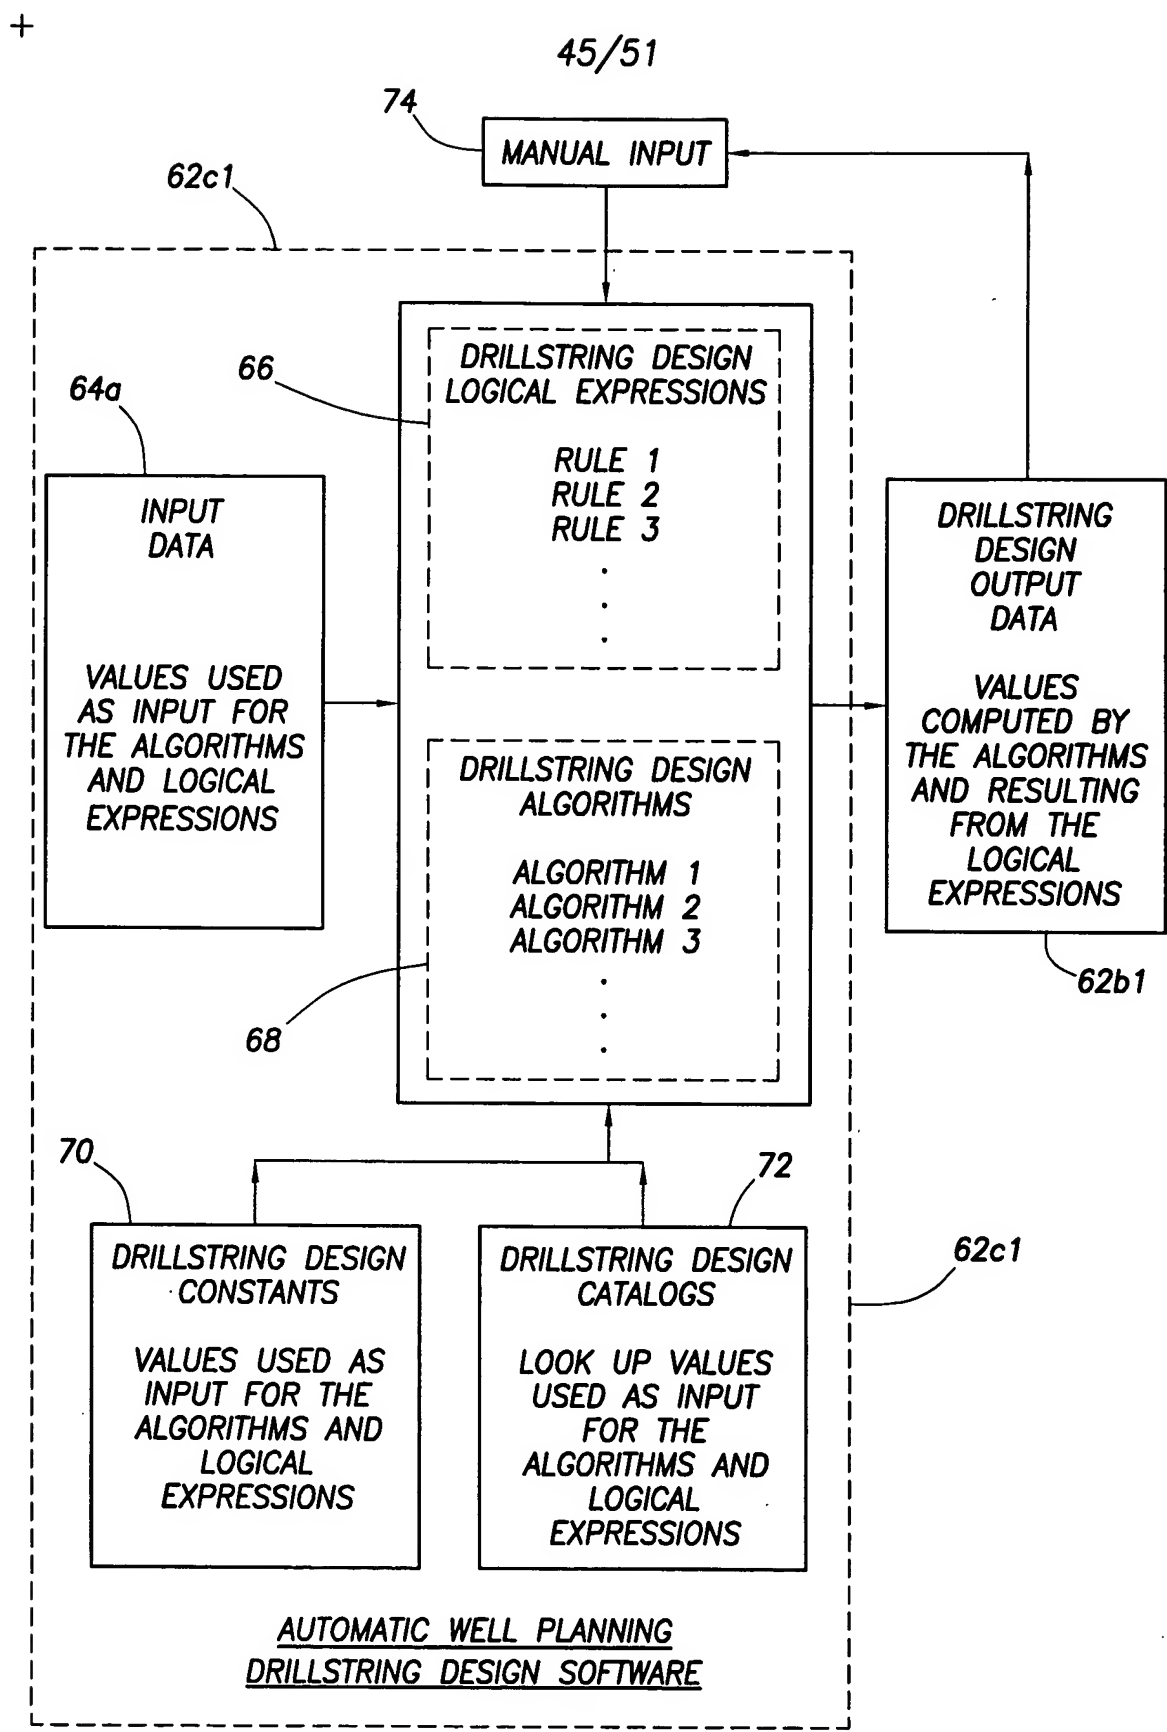 +
45/51
74
MANUAL INPUT
62c1
66
DRILLSTRING DESIGN
LOGICAL EXPRESSIONS
RULE 1
RULE 2
RULE 3
.
.
.
64a
INPUT
DATA
VALUES USED
AS INPUT FOR
THE ALGORITHMS
AND LOGICAL
EXPRESSIONS
DRILLSTRING DESIGN
ALGORITHMS
ALGORITHM 1
ALGORITHM 2
ALGORITHM 3
.
.
.
68
DRILLSTRING
DESIGN
OUTPUT
DATA
VALUES
COMPUTED BY
THE ALGORITHMS
AND RESULTING
FROM THE
LOGICAL
EXPRESSIONS
62b1
70
DRILLSTRING DESIGN
CONSTANTS
VALUES USED AS
INPUT FOR THE
ALGORITHMS AND
LOGICAL
EXPRESSIONS
72
DRILLSTRING DESIGN
CATALOGS
LOOK UP VALUES
USED AS INPUT
FOR THE
ALGORITHMS AND
LOGICAL
EXPRESSIONS
62c1
AUTOMATIC WELL PLANNING
DRILLSTRING DESIGN SOFTWARE